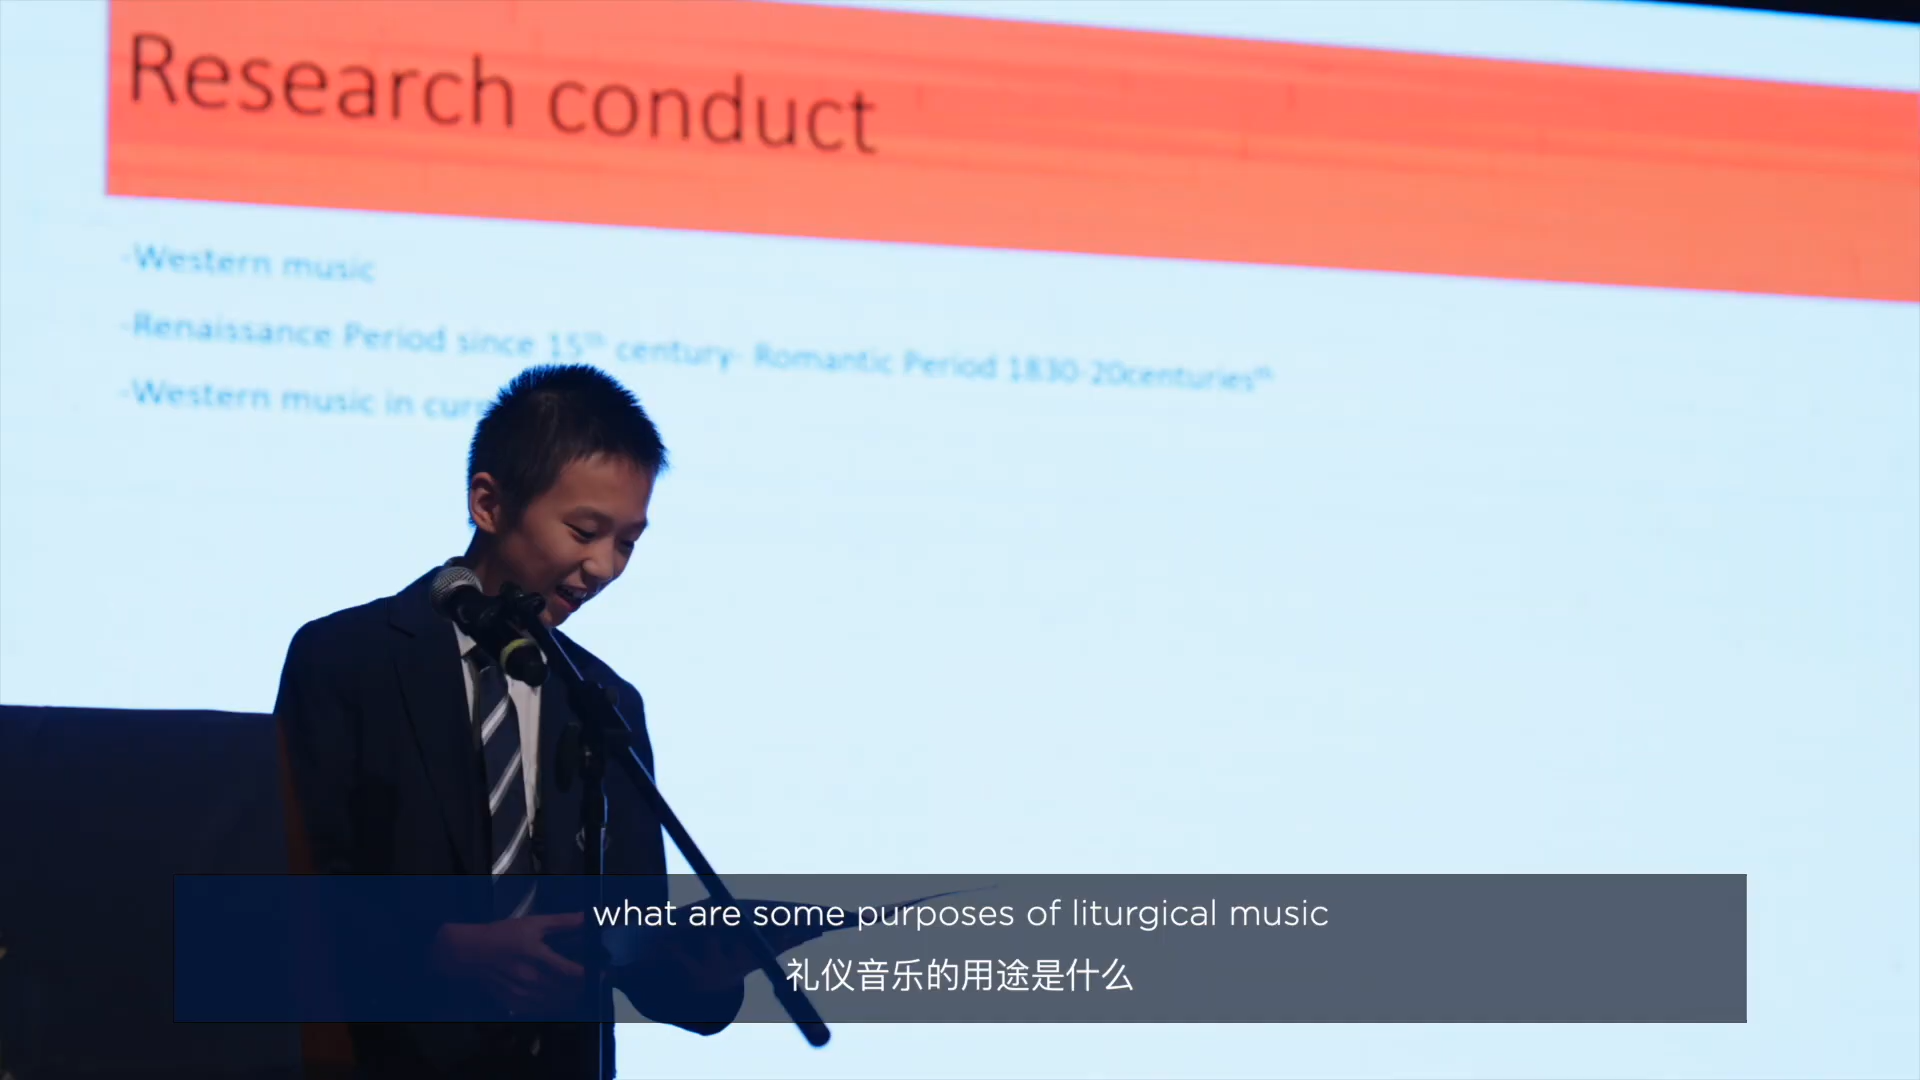 Research conduct
-Western music
-Renaissance Period since 15th century- Romantic Period 1830-20centuriesth
-Western music in
what are some purposes of liturgical music
礼仪音乐的用途是什么